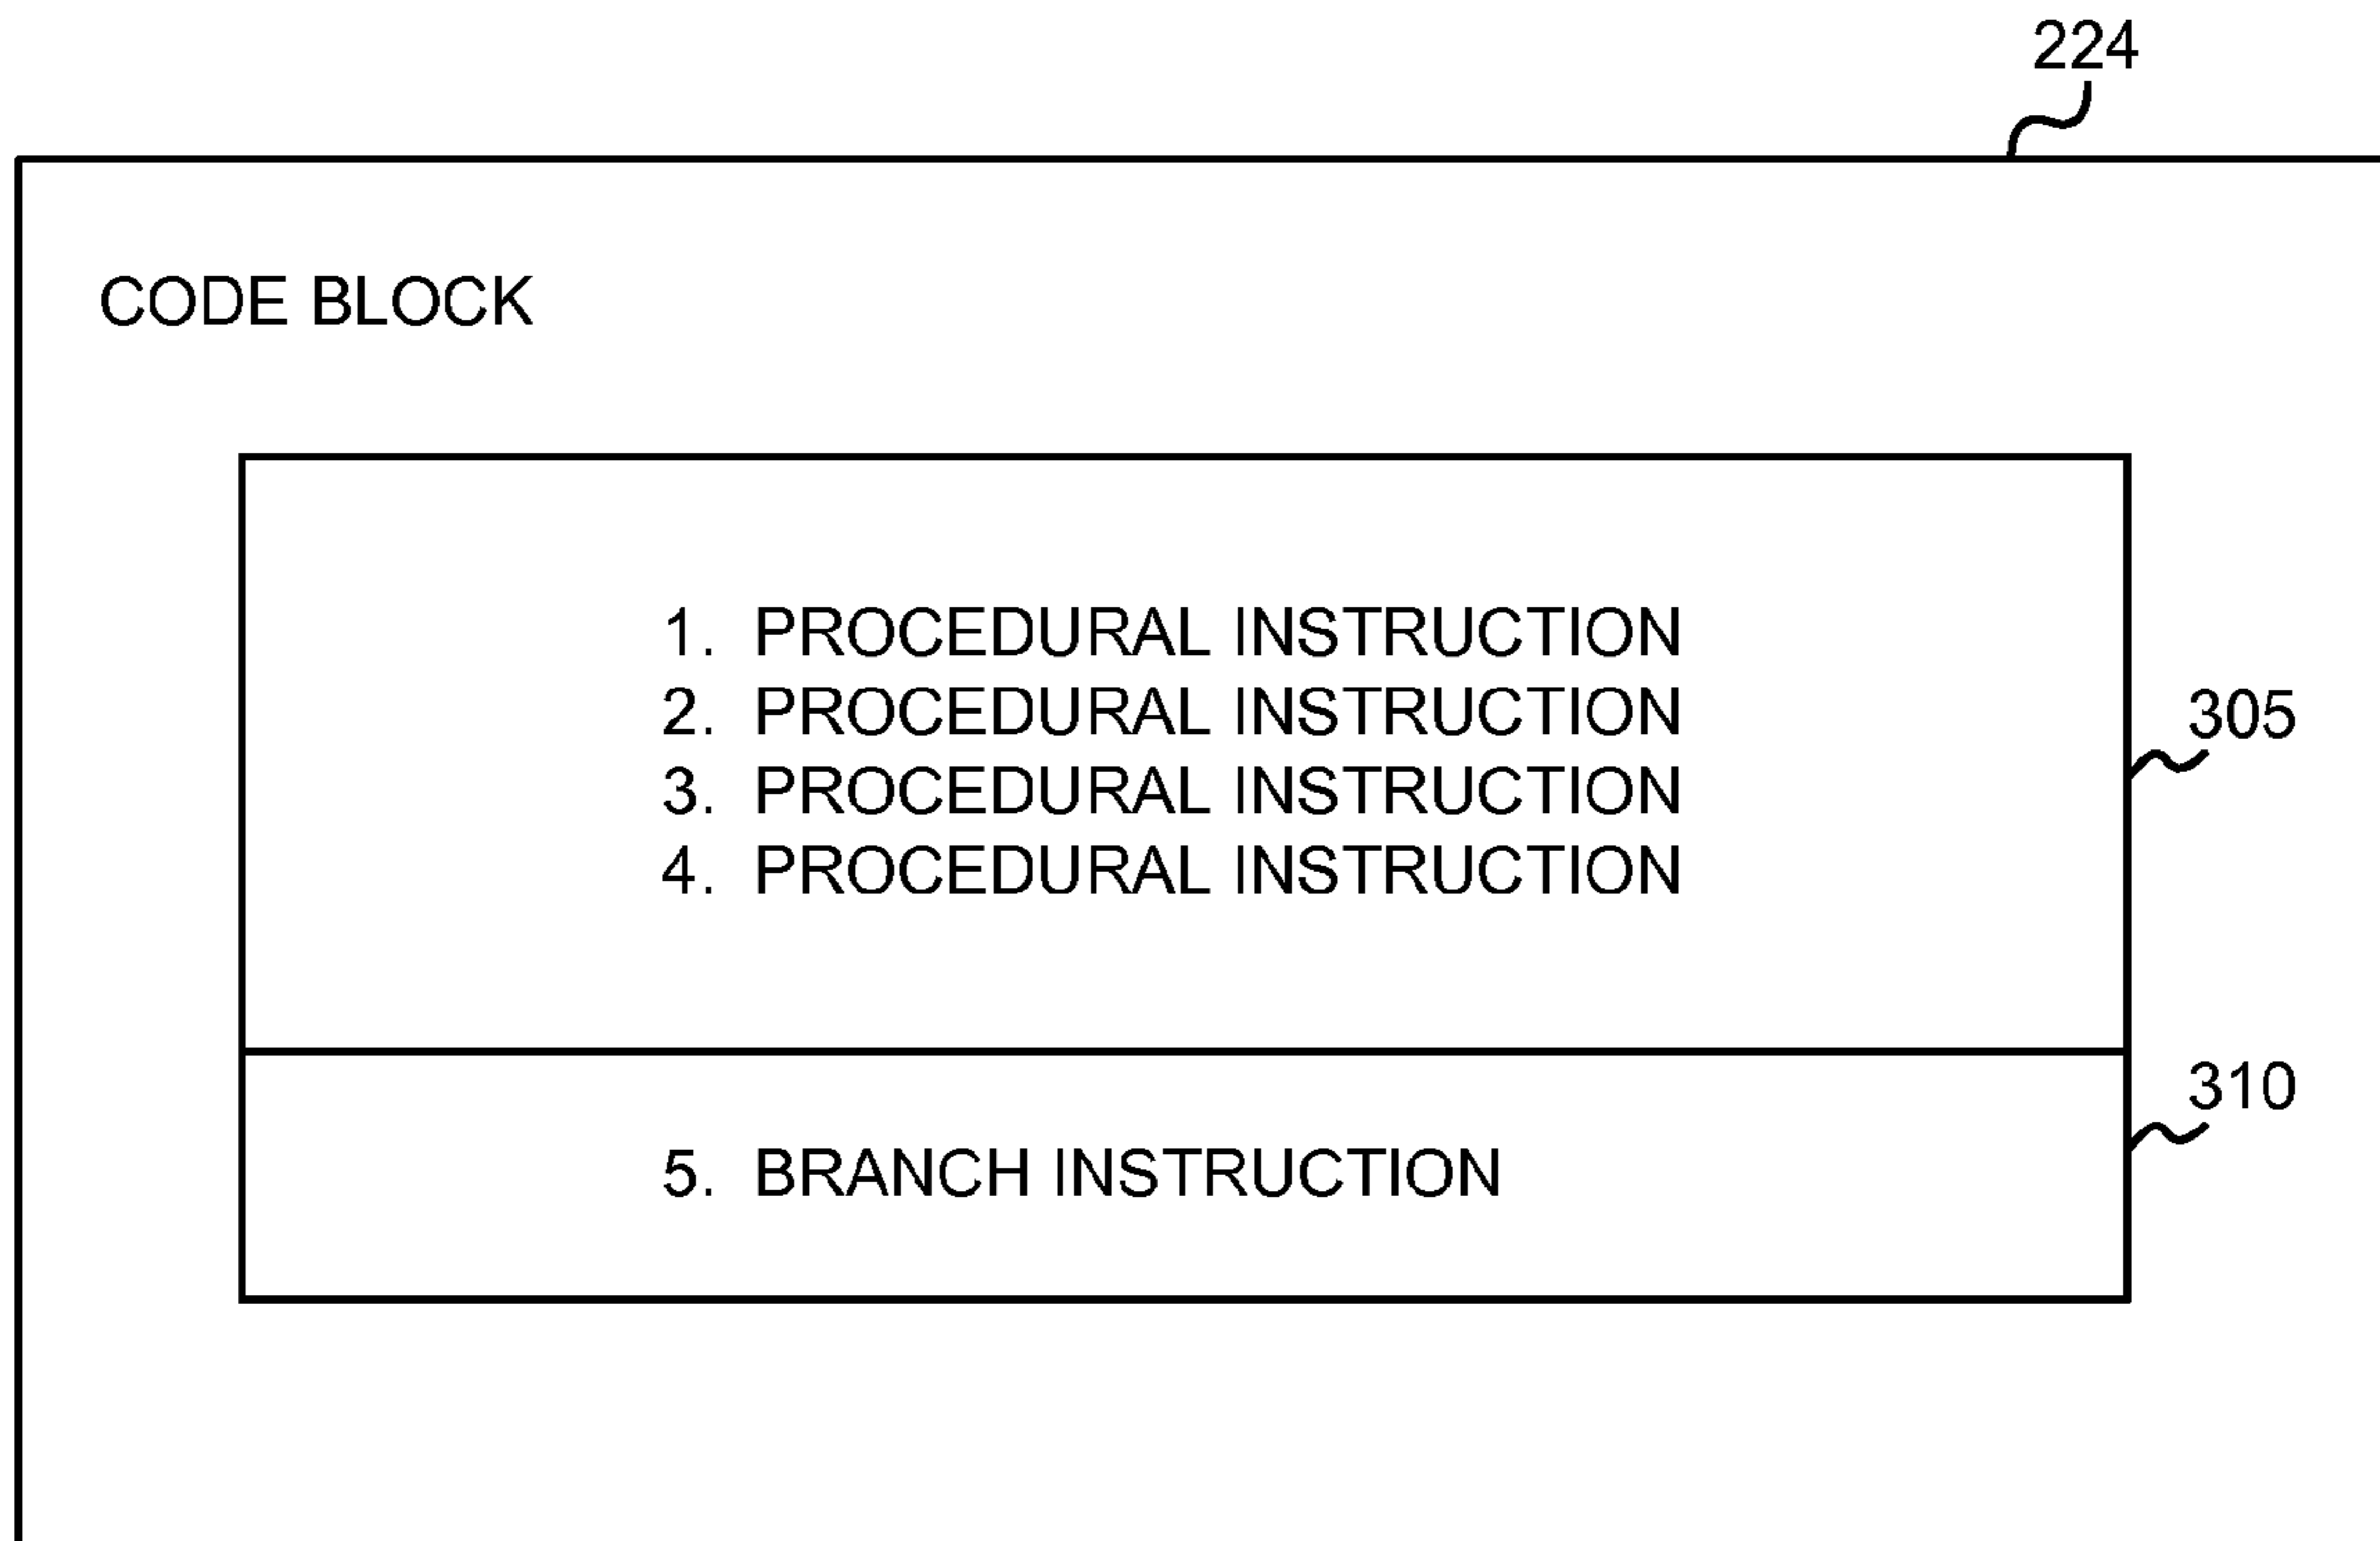 224
CODE BLOCK
1. PROCEDURAL INSTRUCTION
2. PROCEDURAL INSTRUCTION
3. PROCEDURAL INSTRUCTION
4. PROCEDURAL INSTRUCTION
305
5. BRANCH INSTRUCTION
310